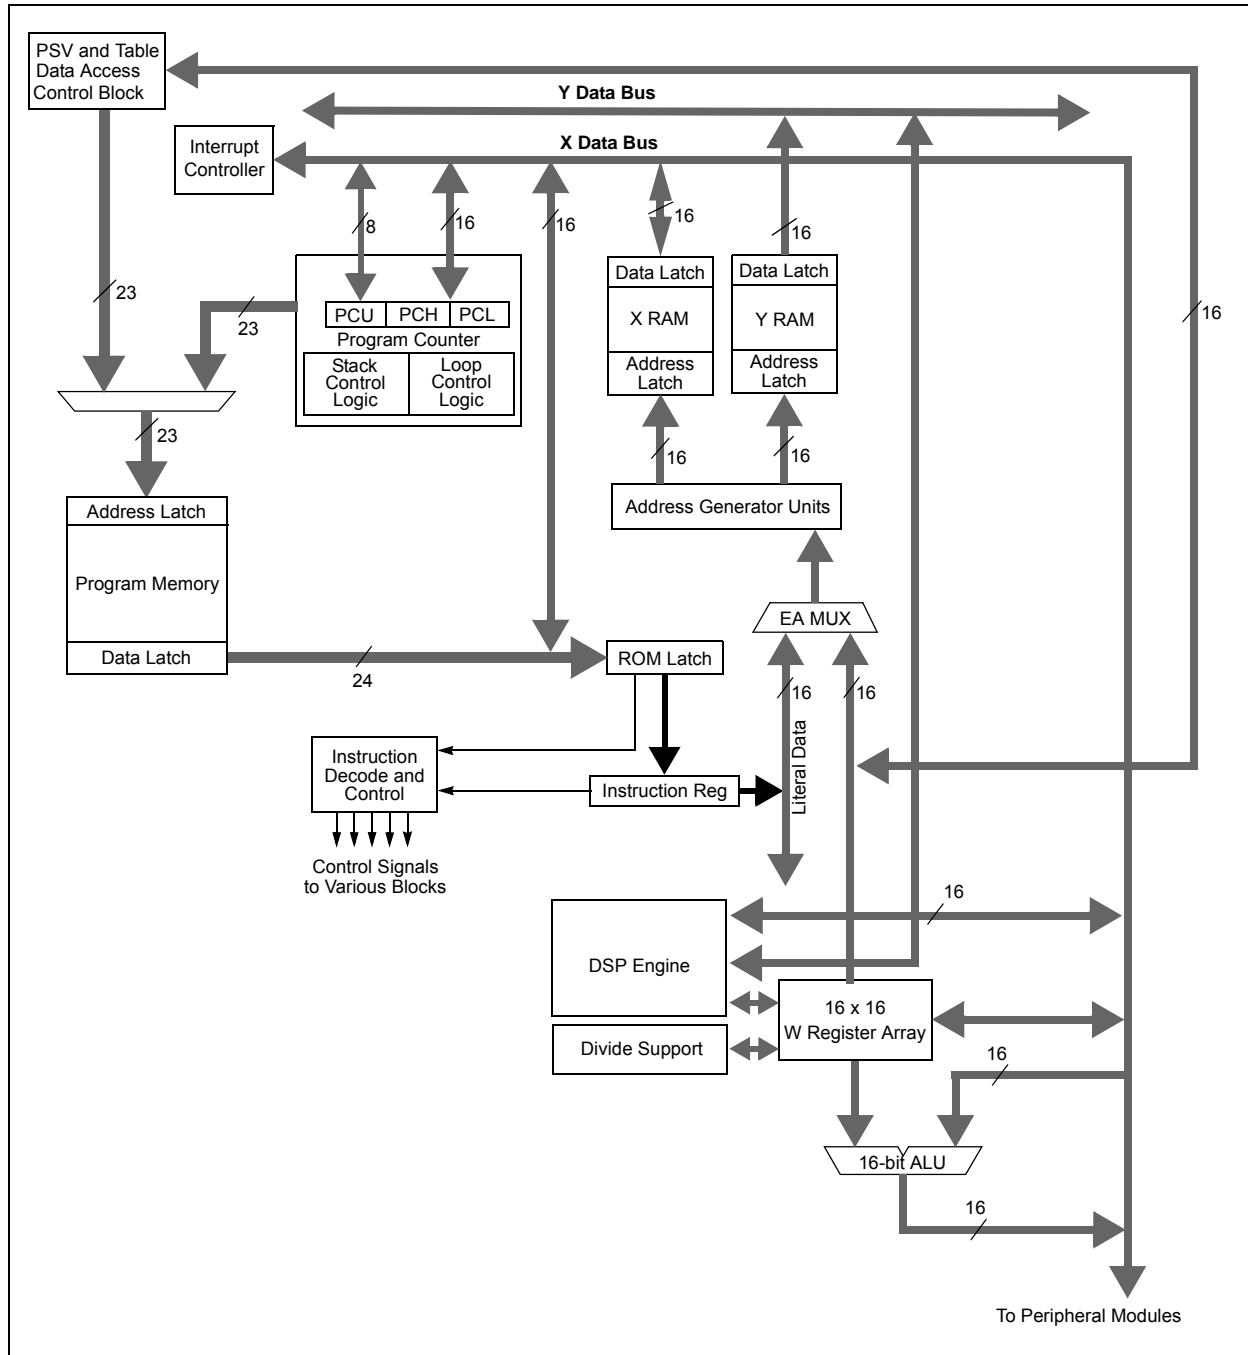 PSV and Table
Data Access
Control Block
Y Data Bus
Interrupt
Controller
X Data Bus
8
16
16
16
16
23
23
16
PCU
PCH
PCL
Program Counter
Stack
Control
Logic
Loop
Control
Logic
Data Latch
X RAM
Address
Latch
Data Latch
Y RAM
Address
Latch
23
16
16
Address Generator Units
Address Latch
Program Memory
Data Latch
24
EA MUX
ROM Latch
16
16
Literal Data
Instruction
Decode and
Control
Instruction Reg
Control Signals
to Various Blocks
16
DSP Engine
16 x 16
W Register Array
Divide Support
16
16-bit ALU
16
To Peripheral Modules